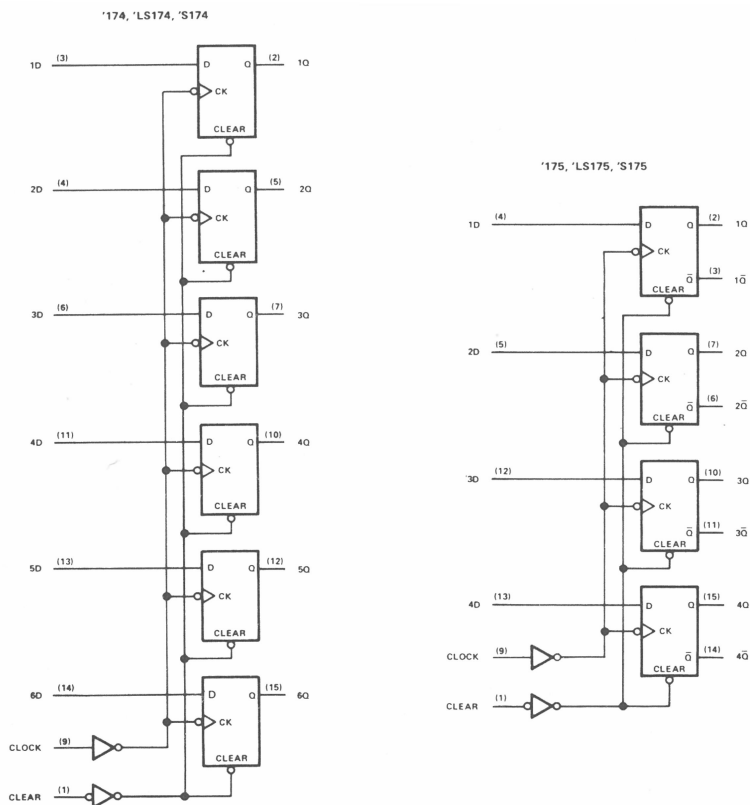 '174, 'LS174, 'S174
1D (3) D Q (2) 1Q
CK
CLEAR
2D (4) D Q (5) 2Q
CK
CLEAR
3D (6) D Q (7) 3Q
CK
CLEAR
4D (11) D Q (10) 4Q
CK
CLEAR
5D (13) D Q (12) 5Q
CK
CLEAR
6D (14) D Q (15) 6Q
CK
CLOCK (9)
CLEAR
CLEAR (1)
'175, 'LS175, 'S175
1D (4) D Q (2) 1Q
CK
Q̅ (3) 1Q̅
CLEAR
2D (5) D Q (7) 2Q
CK
Q̅ (6) 2Q̅
CLEAR
3D (12) D Q (10) 3Q
CK
Q̅ (11) 3Q̅
CLEAR
4D (13) D Q (15) 4Q
CK
CLOCK (9) Q̅ (14) 4Q̅
CLEAR
CLEAR (1)